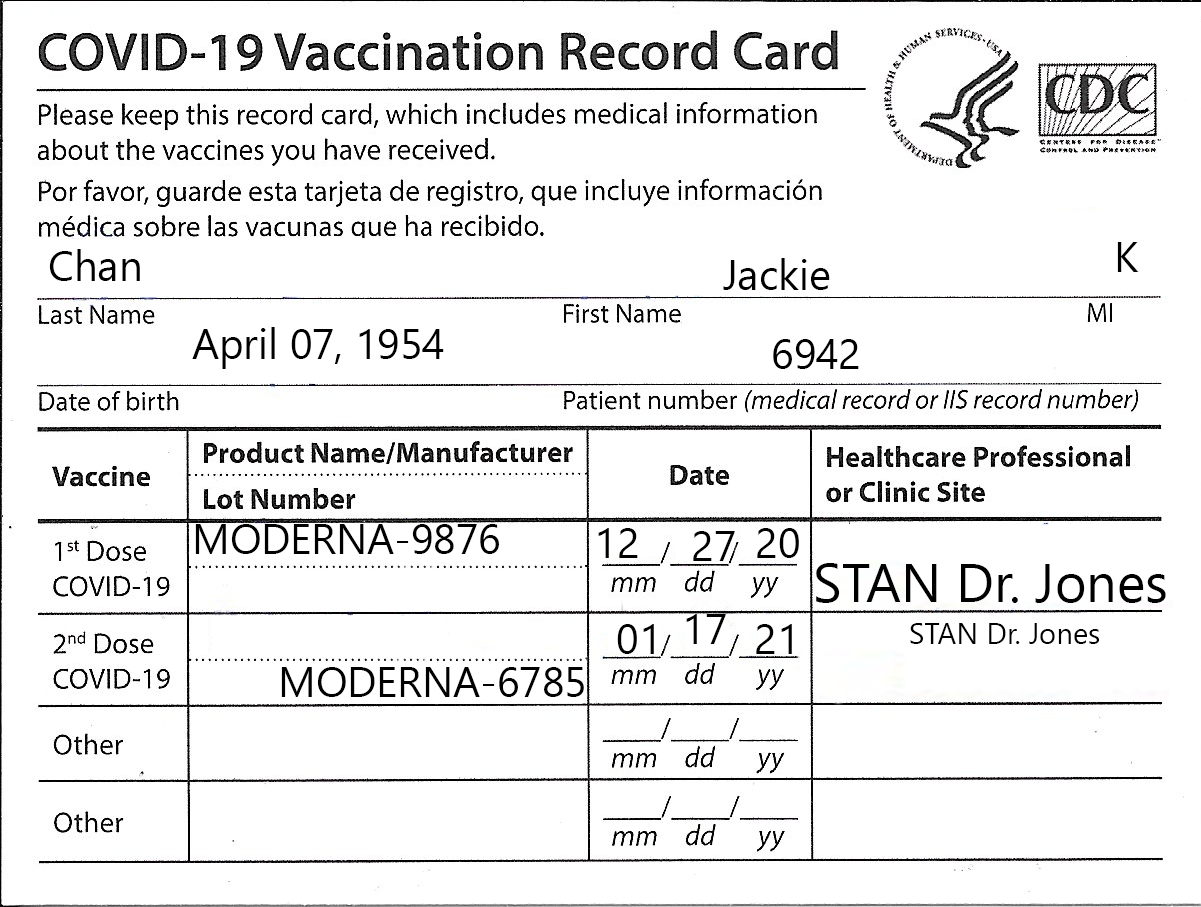 COVID-19 Vaccination Record Card
DEPARTMENT OF HEALTH & HUMAN SERVICES · USA
CDC
CENTERS FOR DISEASE
CONTROL AND PREVENTION
Please keep this record card, which includes medical information
about the vaccines you have received.
Por favor, guarde esta tarjeta de registro, que incluye información
médica sobre las vacunas que ha recibido.
Chan Jackie K
Last Name First Name MI
April 07, 1954 6942
Date of birth Patient number (medical record or IIS record number)
Vaccine Product Name/Manufacturer Date Healthcare Professional
Lot Number or Clinic Site
1st Dose MODERNA-9876 12 / 27 / 20 STAN Dr. Jones
COVID-19 mm dd yy
2nd Dose 01 / 17 / 21 STAN Dr. Jones
COVID-19 MODERNA-6785 mm dd yy
Other ___/___/___
mm dd yy
Other ___/___/___
mm dd yy